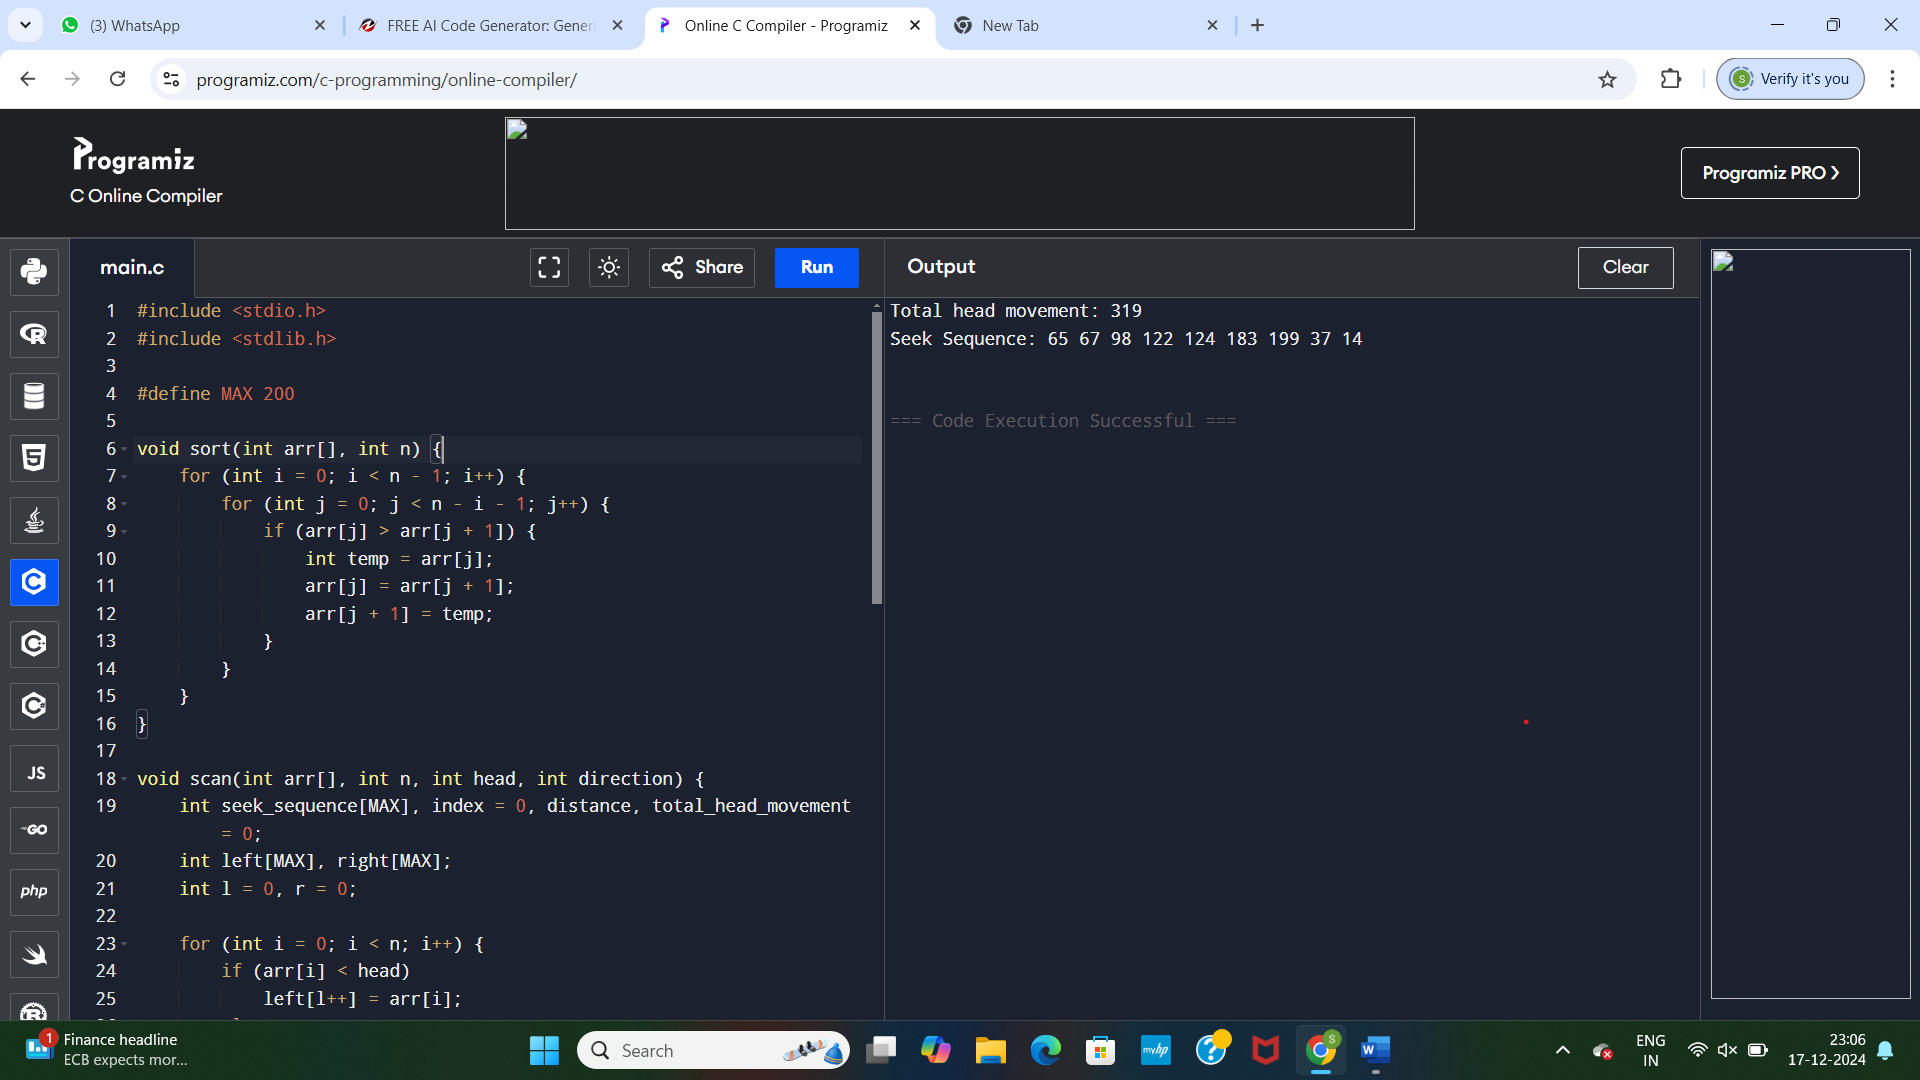 (3) WhatsApp
FREE AI Code Generator: Gener
Online C Compiler - Programiz
New Tab
programiz.com/c-programming/online-compiler/
Verify it's you
Programiz
C Online Compiler
Programiz PRO
main.c
Share
Run
Output
Clear
1 #include <stdio.h>
2 #include <stdlib.h>
3
4 #define MAX 200
5
6 void sort(int arr[], int n) {
7 for (int i = 0; i < n - 1; i++) {
8 for (int j = 0; j < n - i - 1; j++) {
9 if (arr[j] > arr[j + 1]) {
10 int temp = arr[j];
11 arr[j] = arr[j + 1];
12 arr[j + 1] = temp;
13 }
14 }
15 }
16 }
17
18 void scan(int arr[], int n, int head, int direction) {
19 int seek_sequence[MAX], index = 0, distance, total_head_movement
= 0;
20 int left[MAX], right[MAX];
21 int l = 0, r = 0;
22
23 for (int i = 0; i < n; i++) {
24 if (arr[i] < head)
25 left[l++] = arr[i];
Total head movement: 319
Seek Sequence: 65 67 98 122 124 183 199 37 14
=== Code Execution Successful ===
JS
GO
php
1
Finance headline
ECB expects mor...
Search
myhp
ENG
IN
23:06
17-12-2024